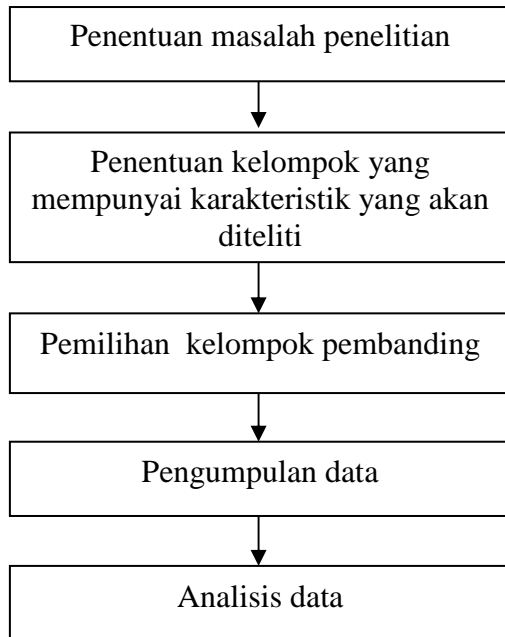 Penentuan masalah penelitian
Penentuan kelompok yang
mempunyai karakteristik yang akan
diteliti
Pemilihan kelompok pembanding
Pengumpulan data
Analisis data